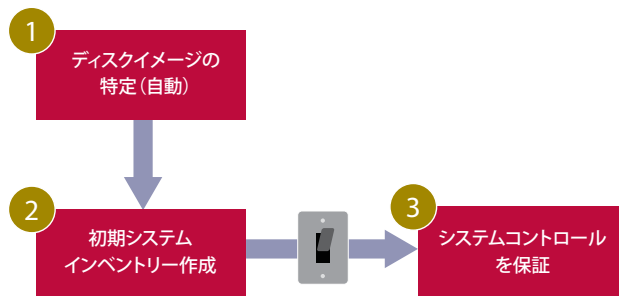 1
ディスクイメージの
特定（自動）
2
初期システム
インベントリー作成
3
システムコントロール
を保証